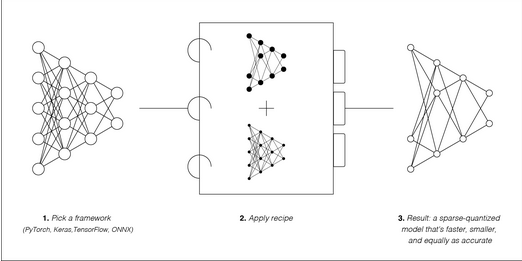 1. Pick a framework
(PyTorch, Keras,TensorFlow, ONNX)
2. Apply recipe
3. Result: a sparse-quantized
model that's faster, smaller,
and equally as accurate